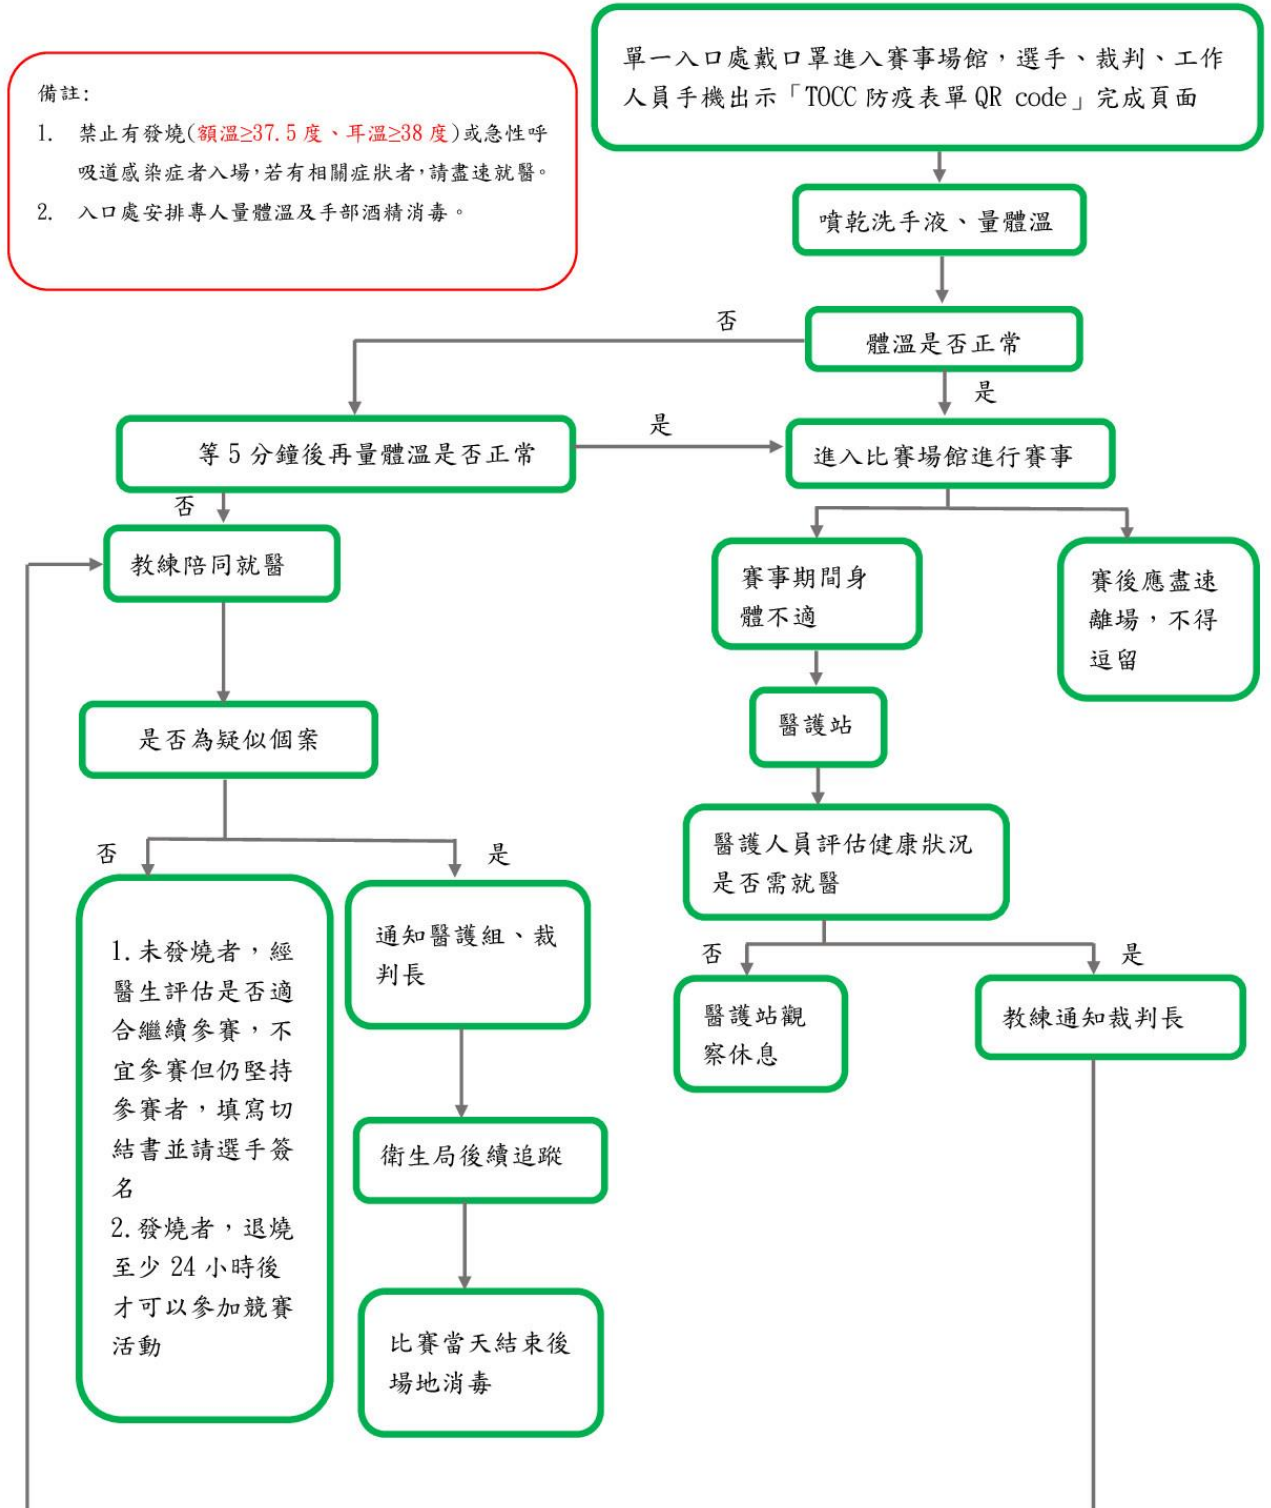 單一入口處戴口罩進入賽事場館，選手、裁判、工作
人員手機出示「TOCC 防疫表單 QR code」完成頁面
備註:
1. 禁止有發燒(額溫≥37.5 度、耳溫≥38 度)或急性呼
吸道感染症者入場，若有相關症狀者，請盡速就醫。
2. 入口處安排專人量體溫及手部酒精消毒。
噴乾洗手液、量體溫
體溫是否正常
否
是
等 5 分鐘後再量體溫是否正常
是
進入比賽場館進行賽事
否
教練陪同就醫
賽事期間身
體不適
賽後應盡速
離場，不得
逗留
是否為疑似個案
醫護站
醫護人員評估健康狀況
是否需就醫
否
是
1.未發燒者，經
醫生評估是否適
合繼續參賽，不
宜參賽但仍堅持
參賽者，填寫切
結書並請選手簽
名
2.發燒者，退燒
至少 24 小時後
才可以參加競賽
活動
通知醫護組、裁
判長
衛生局後續追蹤
比賽當天結束後
場地消毒
否
是
醫護站觀
察休息
教練通知裁判長